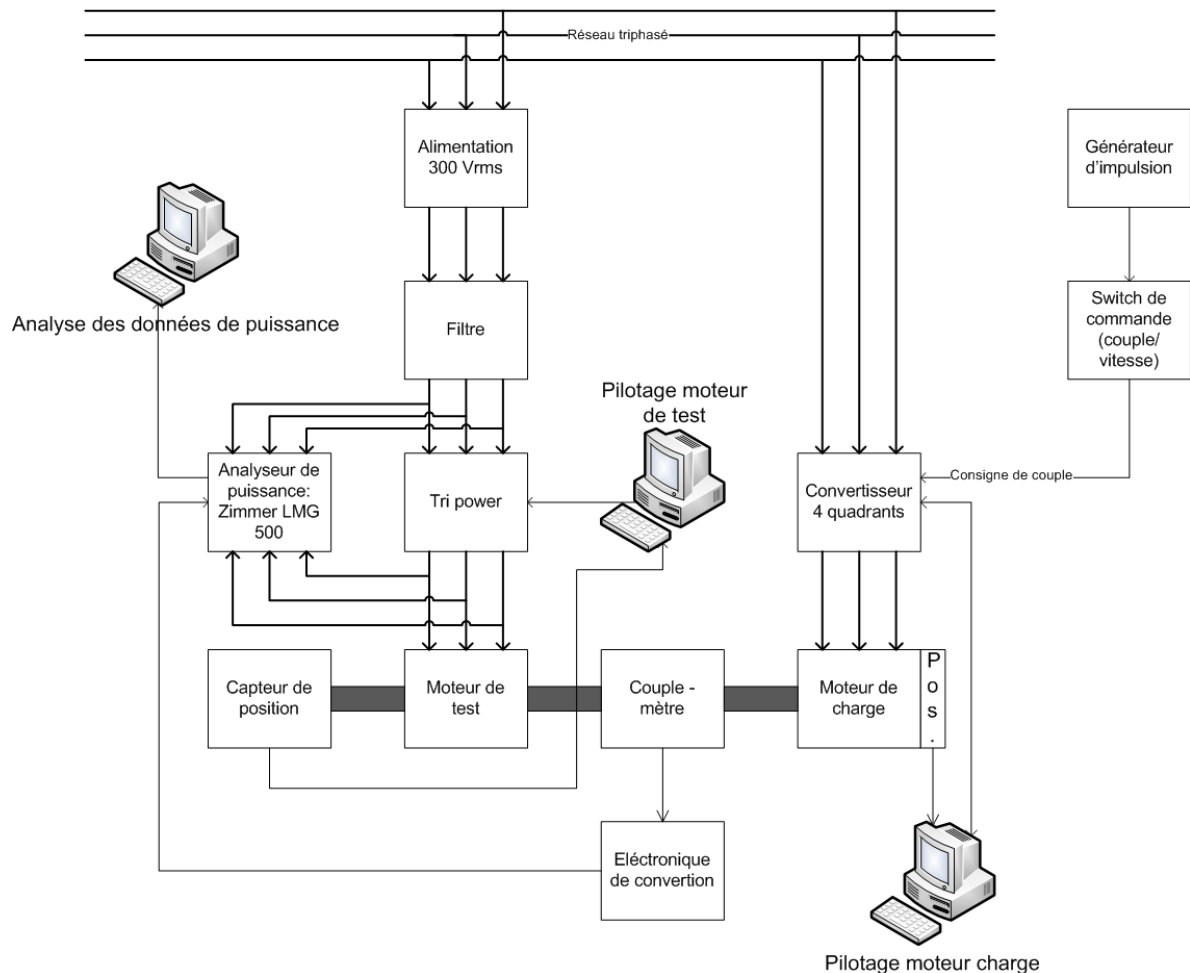 Réseau triphasé
Alimentation
300 Vrms
Générateur
d'impulsion
Analyse des données de puissance
Filtre
Switch de
commande
(couple/
vitesse)
Pilotage moteur
de test
Analyseur de
puissance:
Zimmer LMG
500
Tri power
Convertisseur
4 quadrants
Consigne de couple
Capteur de
position
Moteur de
test
Couple -
mètre
Moteur de
charge
P
o
s
.
Eléctronique
de convertion
Pilotage moteur charge